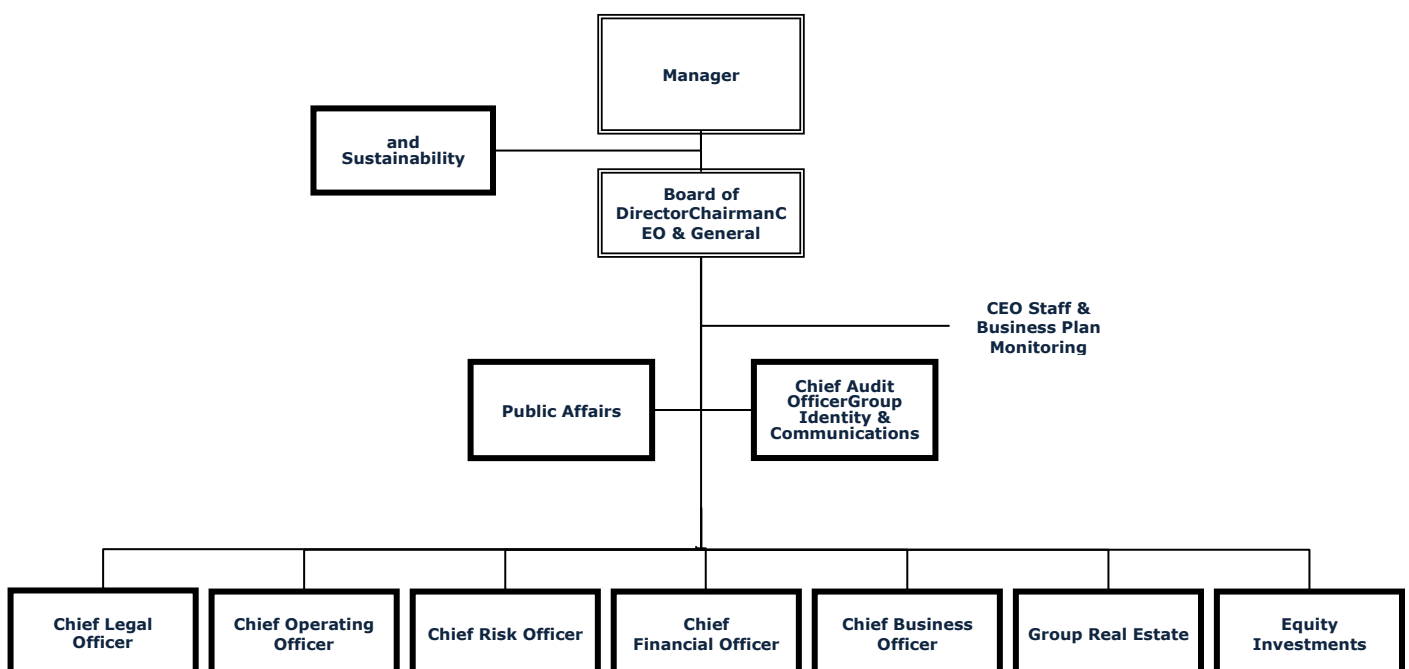 Manager
and
Sustainability
Board of
DirectorChairmanC
EO & General
CEO Staff &
Business Plan
Monitoring
Public Affairs
Chief Audit
OfficerGroup
Identity &
Communications
Chief Legal
Officer
Chief Operating
Officer
Chief Risk Officer
Chief
Financial Officer
Chief Business
Officer
Group Real Estate
Equity
Investments